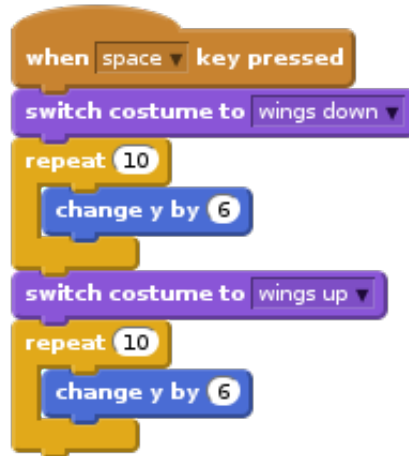 when space key pressed
switch costume to wings down
repeat 10
change y by 6
switch costume to wings up
repeat 10
change y by 6